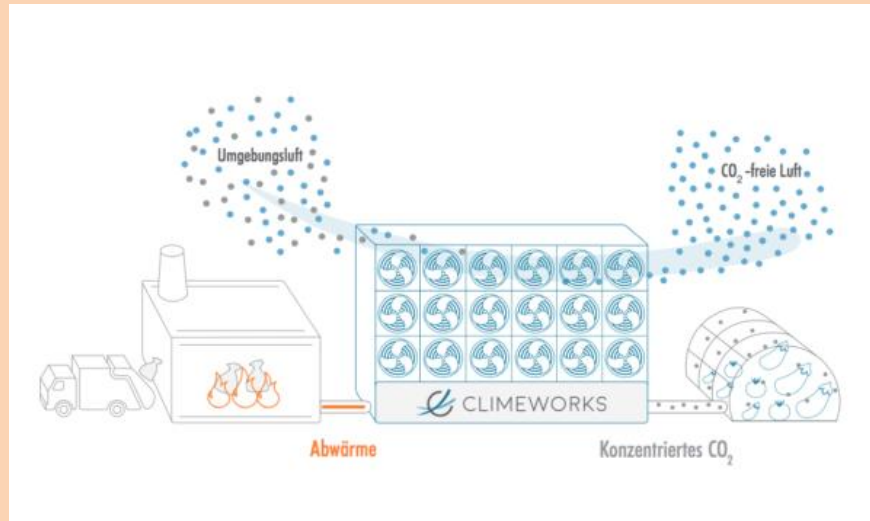 Umgebungsluft
CO₂-freie Luft
CLIMEWORKS
Abwärme
Konzentriertes CO₂